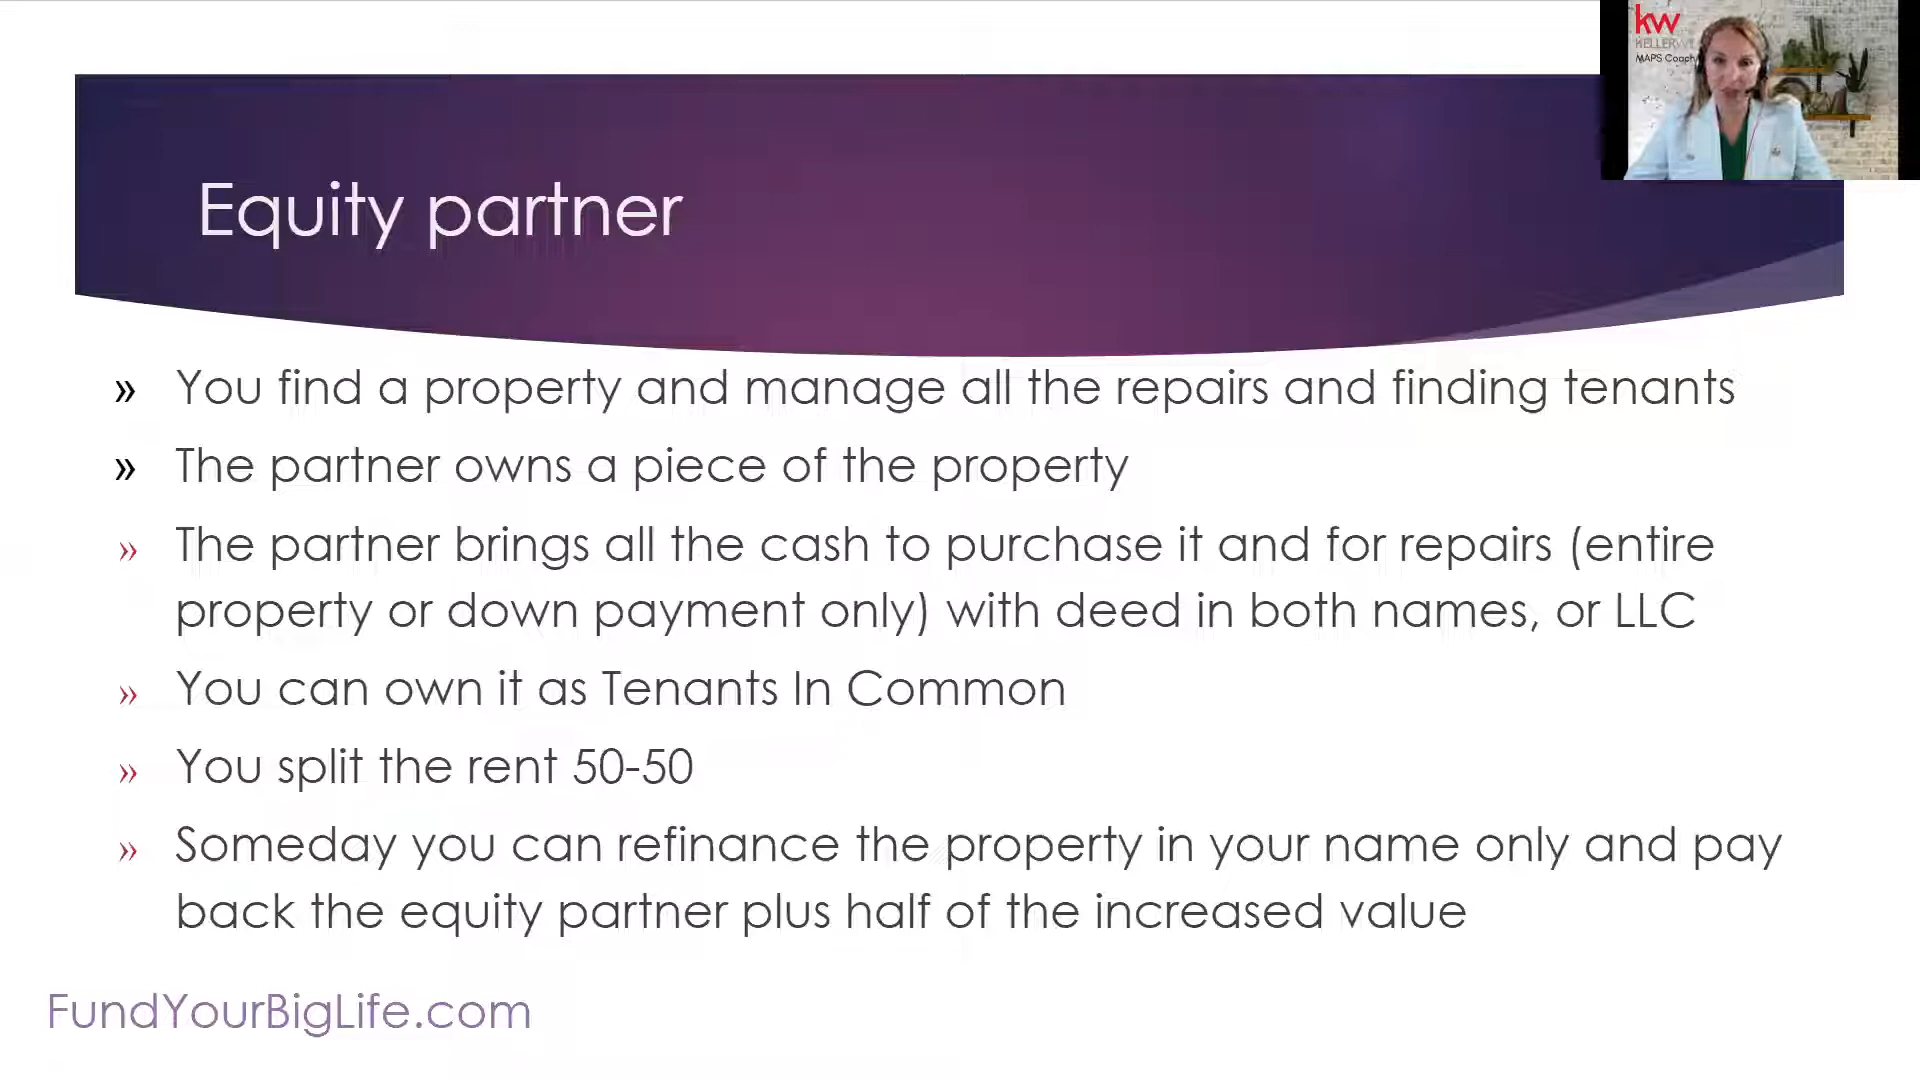 kw
KELLERWI
MAPS Coach
Equity partner
» You find a property and manage all the repairs and finding tenants
» The partner owns a piece of the property
» The partner brings all the cash to purchase it and for repairs (entire
property or down payment only) with deed in both names, or LLC
» You can own it as Tenants In Common
» You split the rent 50-50
» Someday you can refinance the property in your name only and pay
back the equity partner plus half of the increased value
FundYourBigLife.com